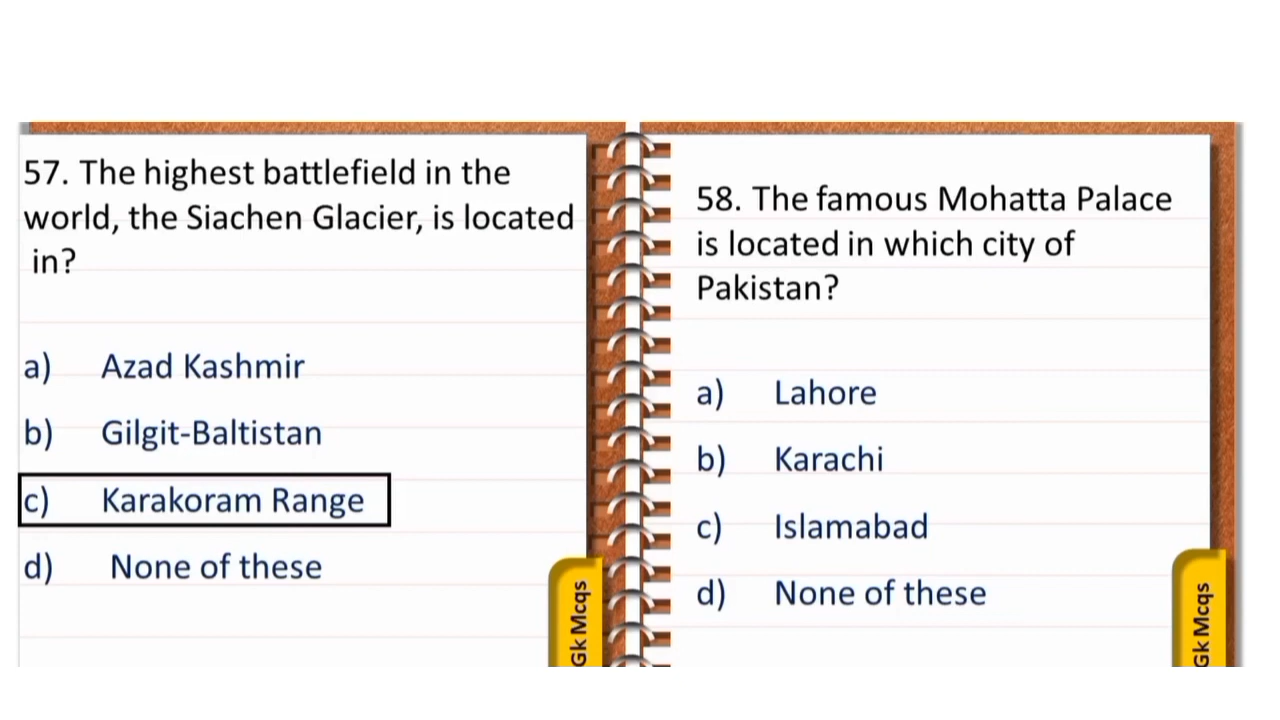 57. The highest battlefield in the
world, the Siachen Glacier, is located
in?
a) Azad Kashmir
b) Gilgit-Baltistan
c) Karakoram Range
d) None of these
Gk Mcqs
58. The famous Mohatta Palace
is located in which city of
Pakistan?
a) Lahore
b) Karachi
c) Islamabad
d) None of these
Gk Mcqs